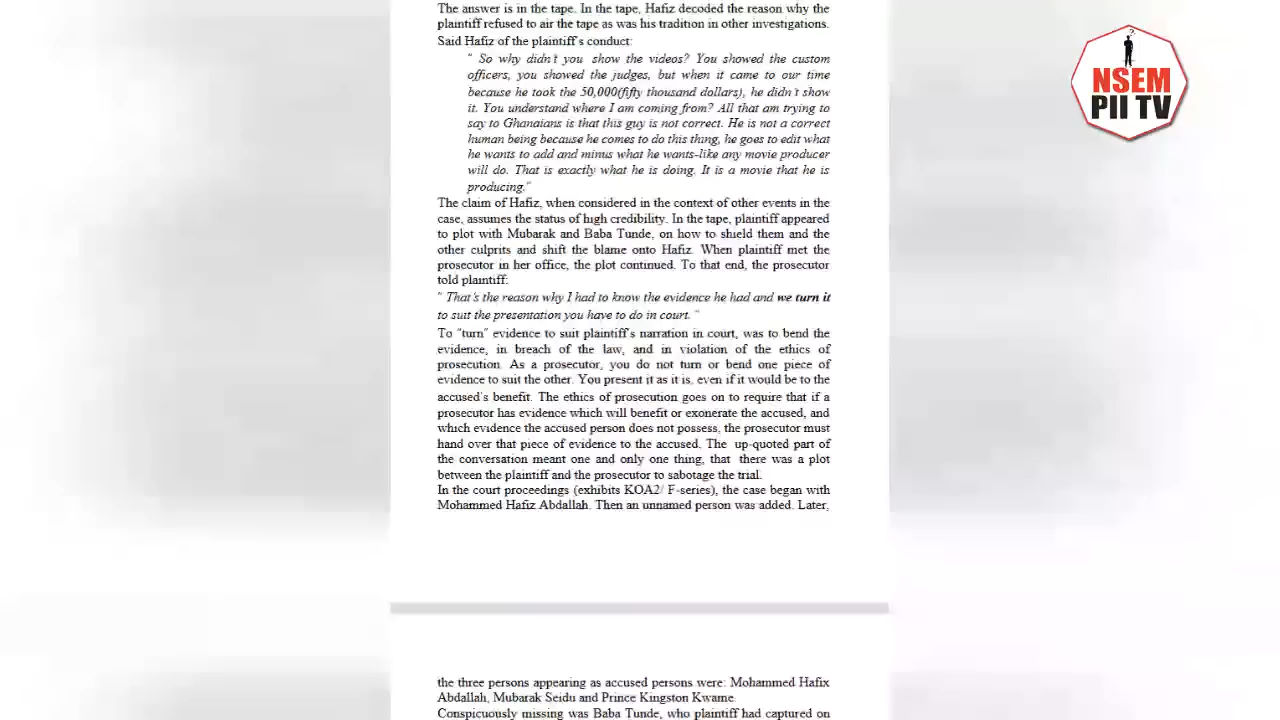 The answer is in the tape. In the tape, Hafiz decoded the reason why the
plaintiff refused to air the tape as was his tradition in other investigations.
Said Hafiz of the plaintiff's conduct:
" So why didn't you show the videos? You showed the custom
officers, you showed the judges, but when it came to our time
because he took the 50,000(fifty thousand dollars), he didn't show
it. You understand where I am coming from? All that am trying to
say to Ghanaians is that this guy is not correct. He is not a correct
human being because he comes to do this thing, he goes to edit what
he wants to add and minus what he wants-like any movie producer
will do. That is exactly what he is doing. It is a movie that he is
producing."
The claim of Hafiz, when considered in the context of other events in the
case, assumes the status of high credibility. In the tape, plaintiff appeared
to plot with Mubarak and Baba Tunde, on how to shield them and the
other culprits and shift the blame onto Hafiz. When plaintiff met the
prosecutor in her office, the plot continued. To that end, the prosecutor
told plaintiff:
" That's the reason why I had to know the evidence he had and we turn it
to suit the presentation you have to do in court. "
To "turn" evidence to suit plaintiff's narration in court, was to bend the
evidence, in breach of the law, and in violation of the ethics of
prosecution. As a prosecutor, you do not turn or bend one piece of
evidence to suit the other. You present it as it is, even if it would be to the
accused's benefit. The ethics of prosecution goes on to require that if a
prosecutor has evidence which will benefit or exonerate the accused, and
which evidence the accused person does not possess, the prosecutor must
hand over that piece of evidence to the accused. The up-quoted part of
the conversation meant one and only one thing, that there was a plot
between the plaintiff and the prosecutor to sabotage the trial.
In the court proceedings (exhibits KOA2/ F-series), the case began with
Mohammed Hafiz Abdallah. Then an unnamed person was added. Later,
the three persons appearing as accused persons were: Mohammed Hafix
Abdallah, Mubarak Seidu and Prince Kingston Kwame.
Conspicuously missing was Baba Tunde, who plaintiff had captured on
NSEM
PII TV